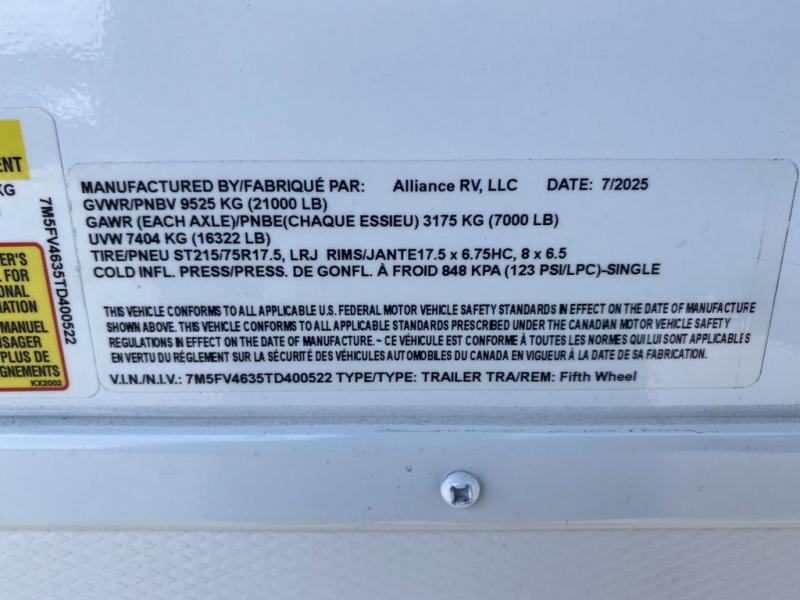 ENT
KG
7M5FV4635TD400522
ER'S
FOR
ONAL
MATION
MANUEL
USAGER
PLUS DE
GNEMENTS
KX2002
MANUFACTURED BY/FABRIQUÉ PAR: Alliance RV, LLC DATE: 7/2025
GVWR/PNBV 9525 KG (21000 LB)
GAWR (EACH AXLE)/PNBE(CHAQUE ESSIEU) 3175 KG (7000 LB)
UVW 7404 KG (16322 LB)
TIRE/PNEU ST215/75R17.5, LRJ RIMS/JANTE17.5 x 6.75HC, 8 x 6.5
COLD INFL. PRESS/PRESS. DE GONFL. À FROID 848 KPA (123 PSI/LPC)-SINGLE
THIS VEHICLE CONFORMS TO ALL APPLICABLE U.S. FEDERAL MOTOR VEHICLE SAFETY STANDARDS IN EFFECT ON THE DATE OF MANUFACTURE
SHOWN ABOVE. THIS VEHICLE CONFORMS TO ALL APPLICABLE STANDARDS PRESCRIBED UNDER THE CANADIAN MOTOR VEHICLE SAFETY
REGULATIONS IN EFFECT ON THE DATE OF MANUFACTURE. ~ CE VÉHICULE EST CONFORME À TOUTES LES NORMES QUI LUI SONT APPLICABLES
EN VERTU DU RÈGLEMENT SUR LA SÉCURITÉ DES VÉHICULES AUTOMOBILES DU CANADA EN VIGUEUR À LA DATE DE SA FABRICATION.
V.I.N./N.I.V.: 7M5FV4635TD400522 TYPE/TYPE: TRAILER TRA/REM: Fifth Wheel